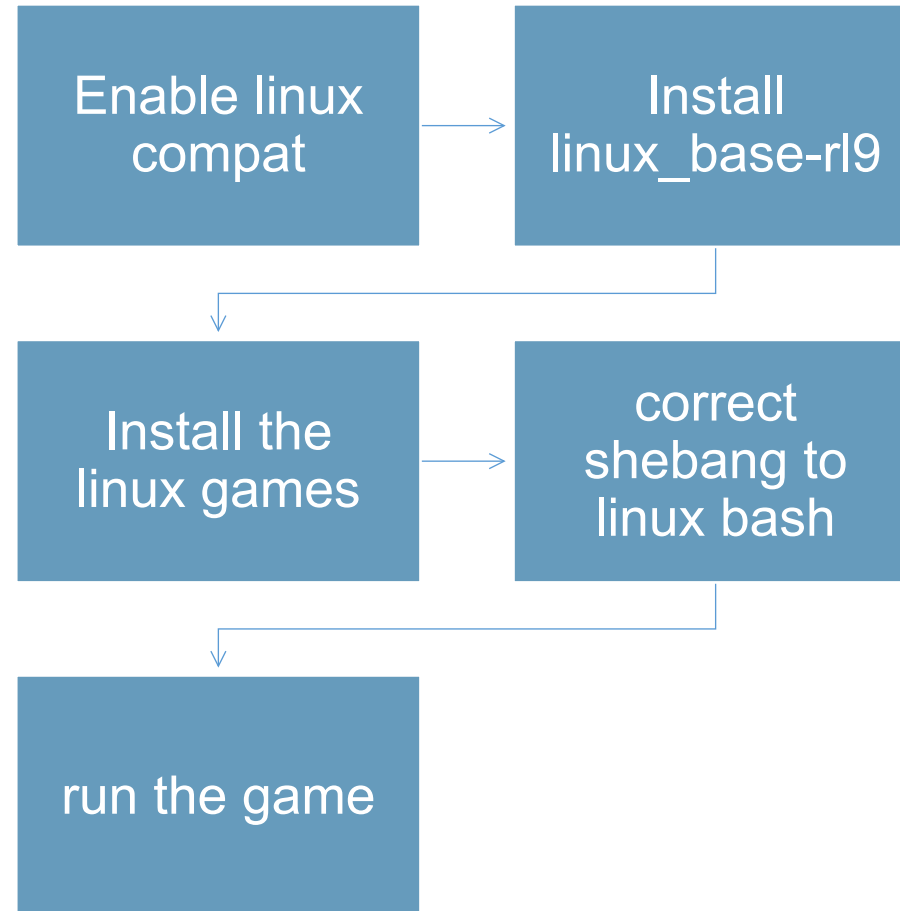 Enable linux
compat
Install
linux_base-rl9
Install the
linux games
correct
shebang to
linux bash
run the game